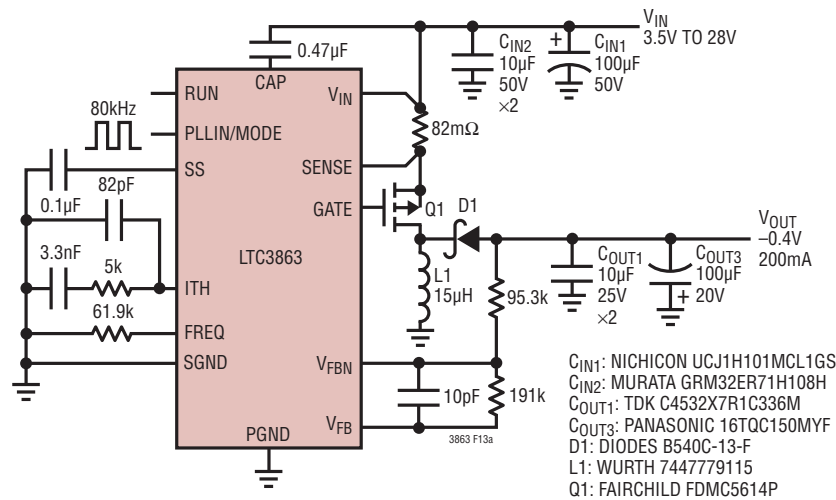 VIN
3.5V TO 28V
0.47µF
CIN2
10µF
50V
×2
+
CIN1
100µF
50V
CAP
RUN
VIN
80kHz
PLLIN/MODE
82mΩ
SS
SENSE
82pF
0.1µF
GATE
Q1
D1
VOUT
–0.4V
200mA
3.3nF
5k
LTC3863
ITH
L1
15µH
COUT1
10µF
25V
×2
COUT3
100µF
+ 20V
95.3k
61.9k
FREQ
SGND
VFBN
10pF
191k
VFB
PGND
3863 F13a
CIN1: NICHICON UCJ1H101MCL1GS
CIN2: MURATA GRM32ER71H108H
COUT1: TDK C4532X7R1C336M
COUT3: PANASONIC 16TQC150MYF
D1: DIODES B540C-13-F
L1: WURTH 7447779115
Q1: FAIRCHILD FDMC5614P